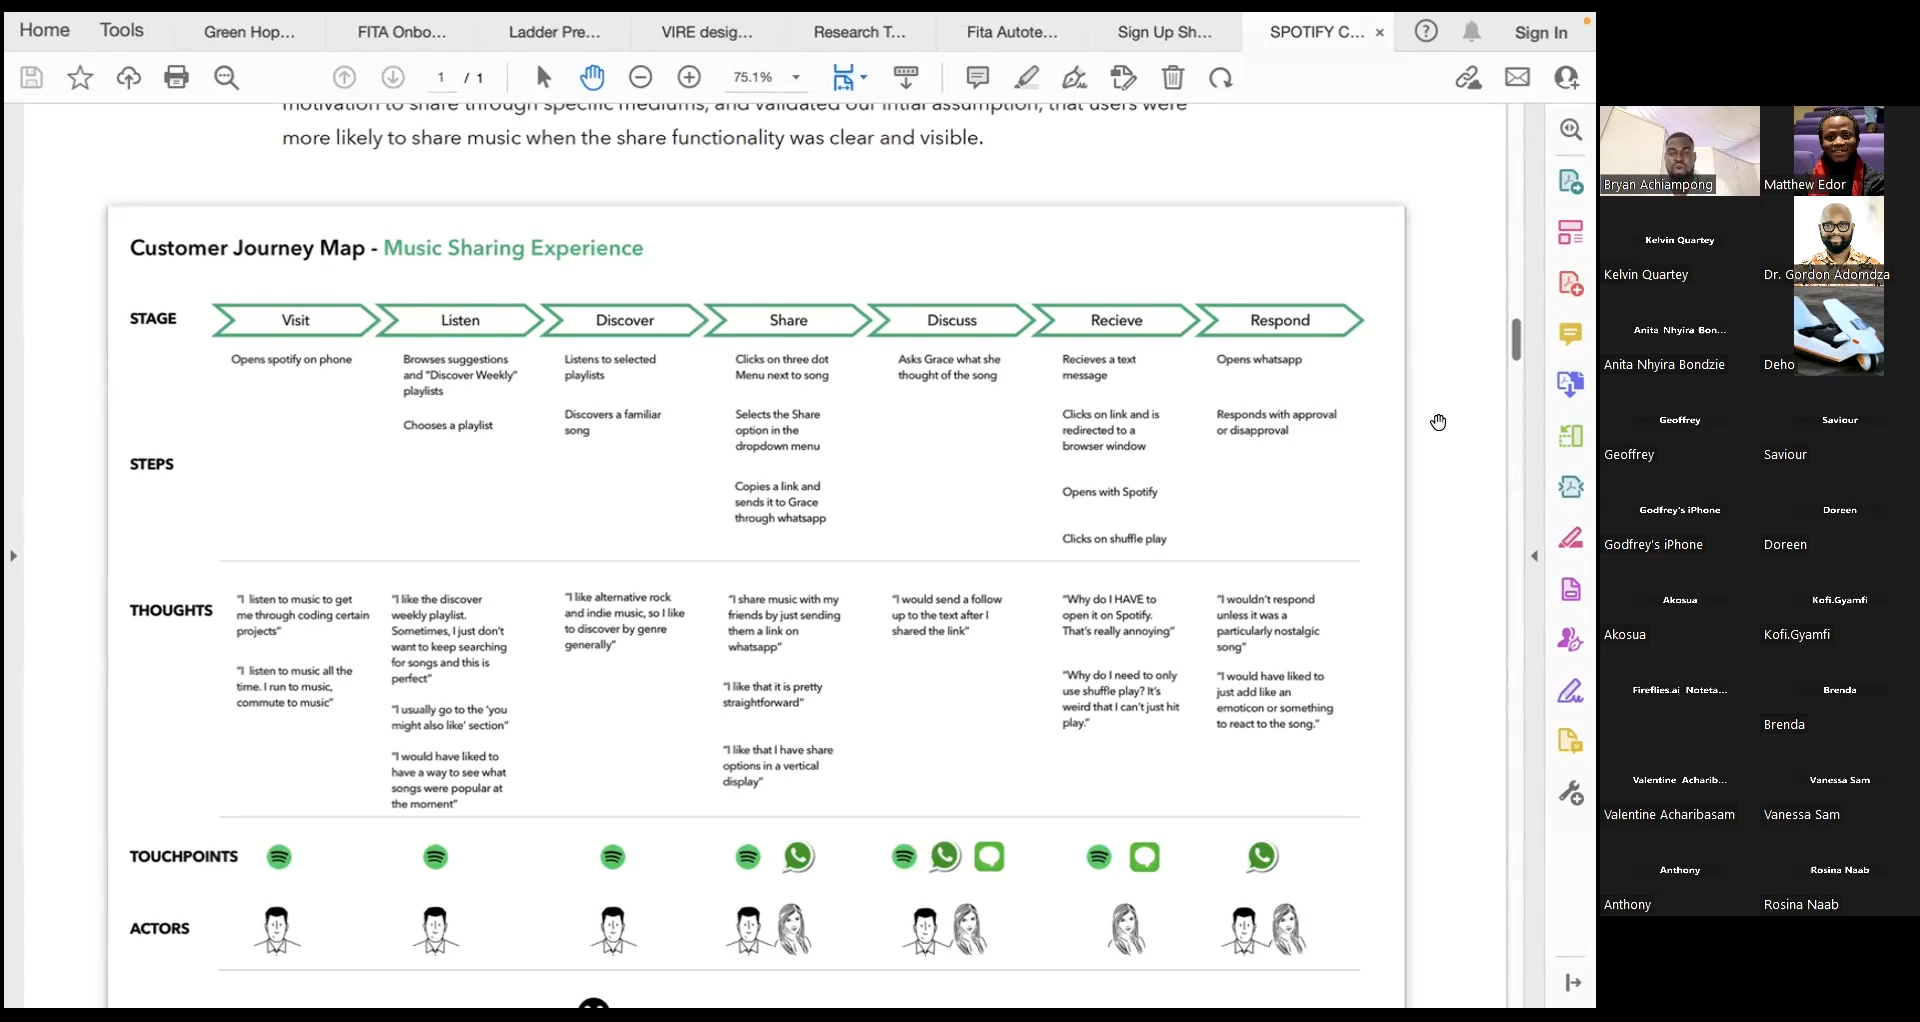 Home Tools Green Hop... FITA Onbo... Ladder Pre... VIRE desig... Research T... Fita Autote... Sign Up Sh... SPOTIFY C... Sign In
1 / 1 75.1%
motivation to share through specific mediums, and validated our intial assumption, that users were
more likely to share music when the share functionality was clear and visible.
Customer Journey Map - Music Sharing Experience
STAGE
Visit
Listen
Discover
Share
Discuss
Recieve
Respond
STEPS
Opens spotify on phone
Browses suggestions
and "Discover Weekly"
playlists
Chooses a playlist
Listens to selected
playlists
Discovers a familiar
song
Clicks on three dot
Menu next to song
Selects the Share
option in the
dropdown menu
Copies a link and
sends it to Grace
through whatsapp
Asks Grace what she
thought of the song
Recieves a text
message
Clicks on link and is
redirected to a
browser window
Opens with Spotify
Clicks on shuffle play
Opens whatsapp
Responds with approval
or disapproval
THOUGHTS
"I listen to music to get
me through coding certain
projects"
"I listen to music all the
time. I run to music,
commute to music"
"I like the discover
weekly playlist.
Sometimes, I just don't
want to keep searching
for songs and this is
perfect"
"I usually go to the 'you
might also like' section"
"I would have liked to
have a way to see what
songs were popular at
the moment"
"I like alternative rock
and indie music, so I like
to discover by genre
generally"
"I share music with my
friends by just sending
them a link on
whatsapp"
"I like that it is pretty
straightforward"
"I like that I have share
options in a vertical
display"
"I would send a follow
up to the text after I
shared the link"
"Why do I HAVE to
open it on Spotify.
That's really annoying"
"Why do I need to only
use shuffle play? It's
weird that I can't just hit
play."
"I wouldn't respond
unless it was a
particularly nostalgic
song"
"I would have liked to
just add like an
emoticon or something
to react to the song."
TOUCHPOINTS
ACTORS
Bryan Achiampong
Matthew Edor
Kelvin Quartey
Kelvin Quartey
Dr. Gordon Adomdza
Anita Nhyira Bon...
Anita Nhyira Bondzie
Deho
Geoffrey
Geoffrey
Saviour
Saviour
Godfrey's iPhone
Godfrey's iPhone
Doreen
Doreen
Akosua
Akosua
Kofi.Gyamfi
Kofi.Gyamfi
Fireflies.ai Noteta...
Brenda
Brenda
Valentine Acharib...
Valentine Acharibasam
Vanessa Sam
Vanessa Sam
Anthony
Anthony
Rosina Naab
Rosina Naab